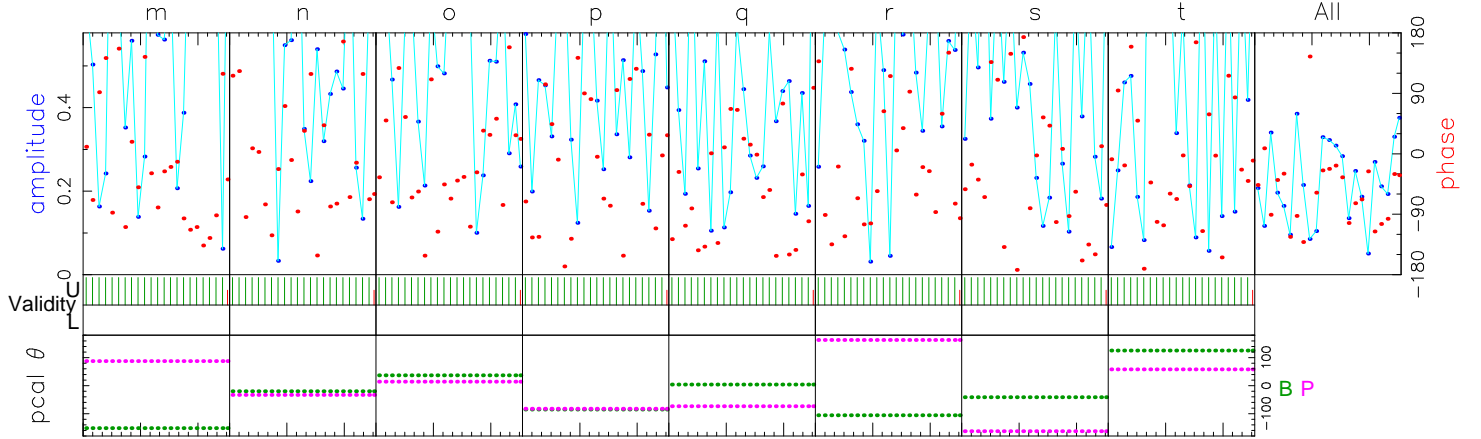 m n o p q r s t All
amplitude
0.4
0.2
0
180
90
0
-90
-180
phase
U
Validity
L
pcal θ
100
0
-100
B P